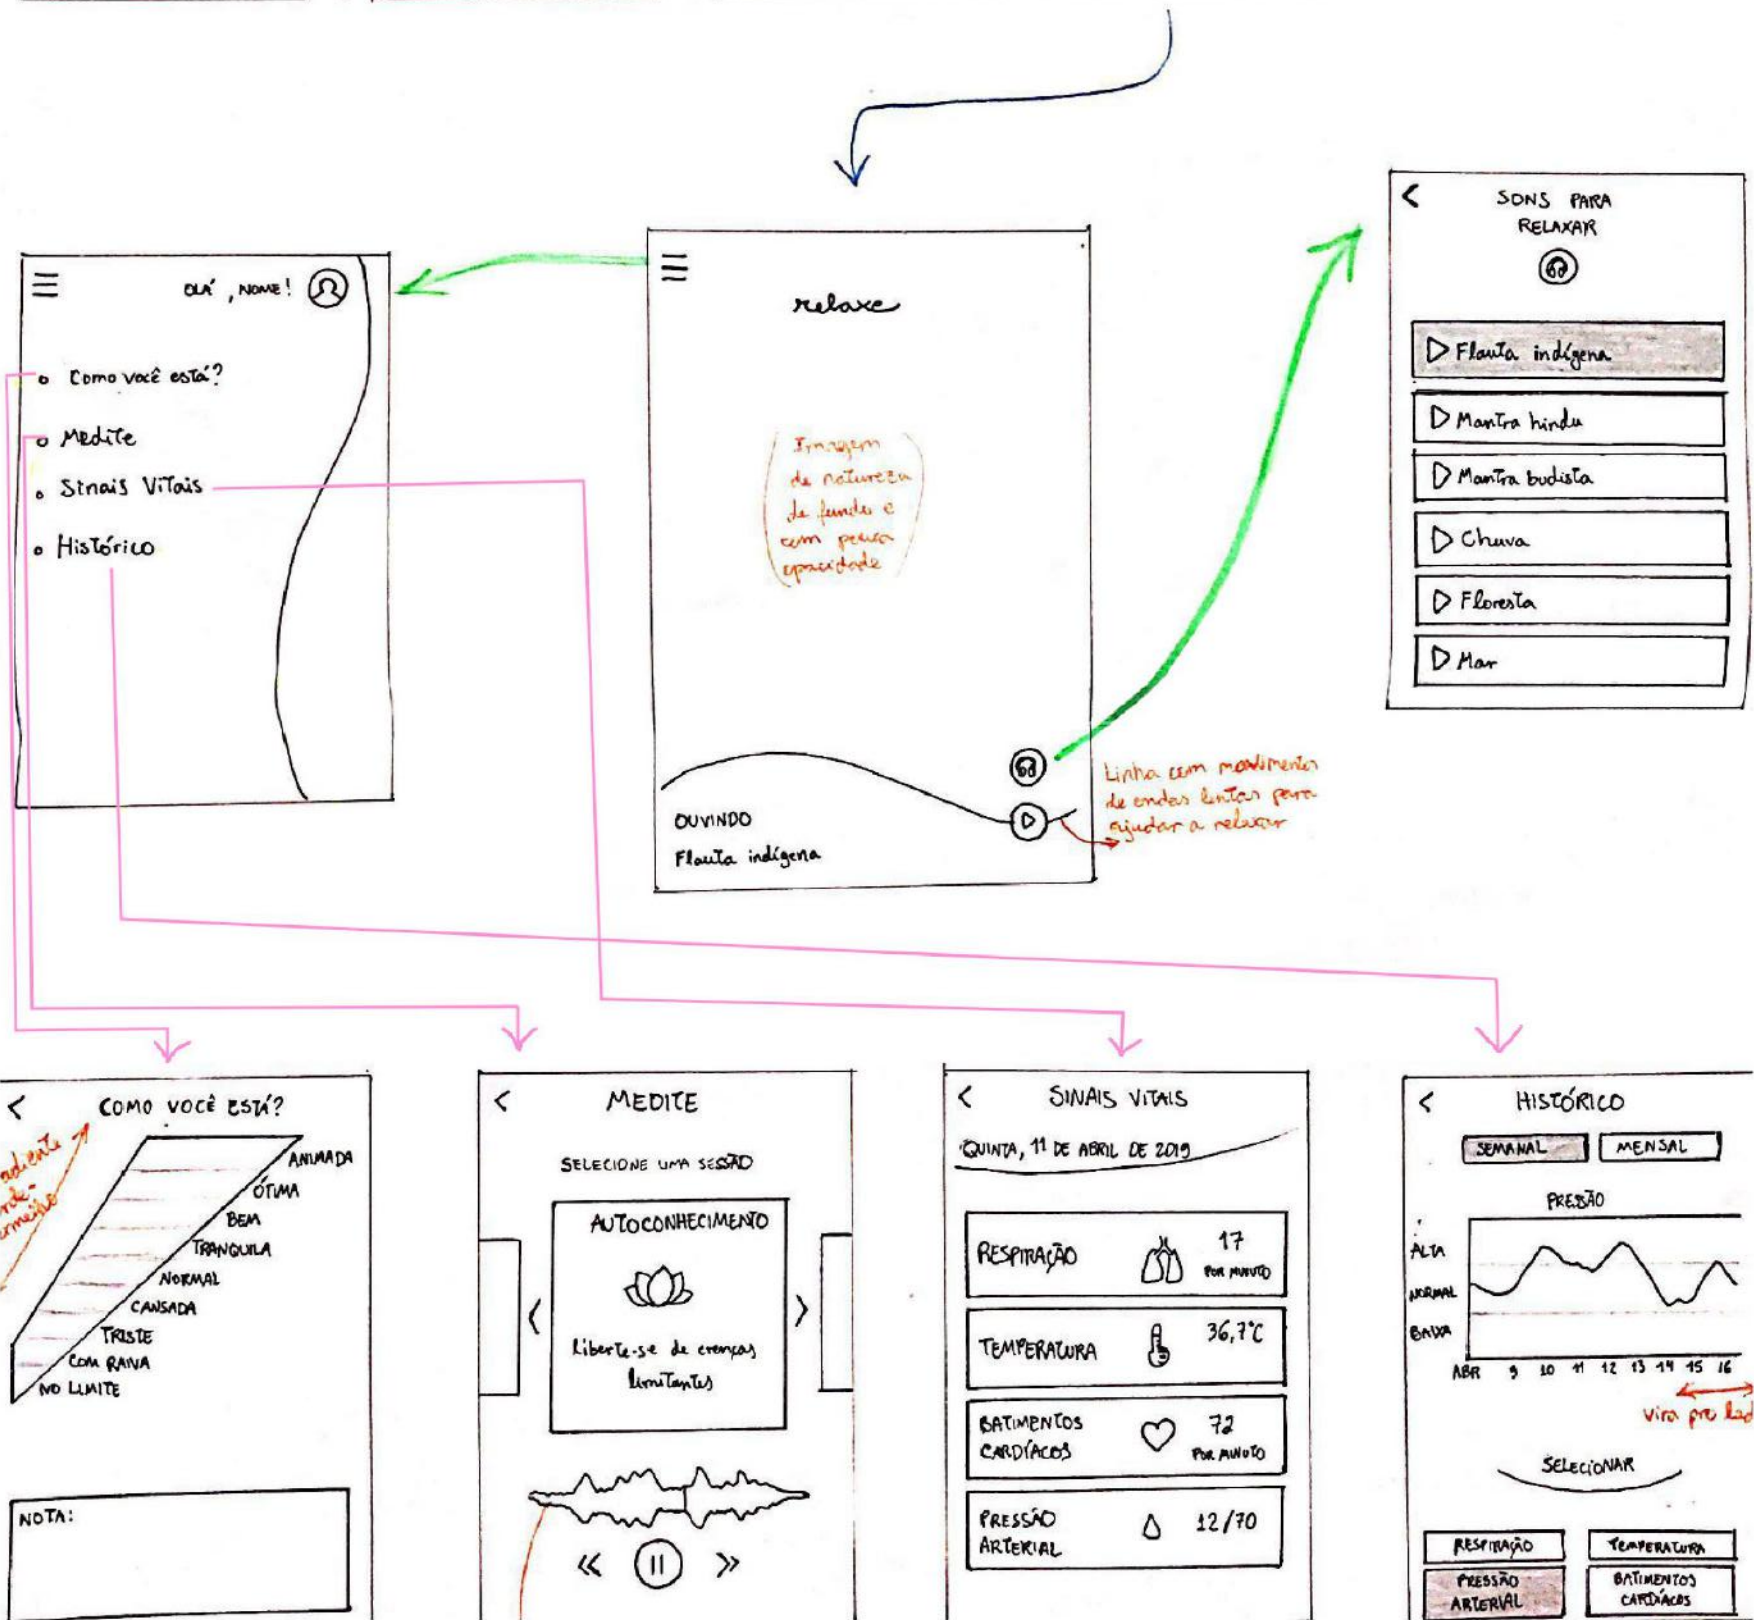 SONS PARA
RELAXAR
Flauta indígena
Mantra hindu
Mantra budista
Chuva
Floresta
Mar
OLÁ, NOME!
Como você está?
Medite
Sinais Vitais
Histórico
relaxe
Imagem
de natureza
de fundo e
com pouca
opacidade
OUVINDO
Flauta indígena
Linha com movimento
de ondas lentas para
ajudar a relaxar
COMO VOCÊ ESTÁ?
ANIMADA
ÓTIMA
BEM
TRANQUILA
NORMAL
CANSADA
TRISTE
COM RAIVA
NO LIMITE
NOTA:
MEDITE
SELECIONE UMA SESSÃO
AUTOCONHECIMENTO
Liberte-se de crenças
limitantes
SINAIS VITAIS
QUINTA, 11 DE ABRIL DE 2019
RESPIRAÇÃO
17
POR MINUTO
TEMPERATURA
36,7°C
BATIMENTOS
CARDÍACOS
72
POR MINUTO
PRESSÃO
ARTERIAL
12/70
HISTÓRICO
SEMANAL
MENSAL
PRESSÃO
ALTA
NORMAL
BAIXA
ABR 9 10 11 12 13 14 15 16
vira pro lad
SELECIONAR
RESPIRAÇÃO
TEMPERATURA
PRESSÃO
ARTERIAL
BATIMENTOS
CARDÍACOS